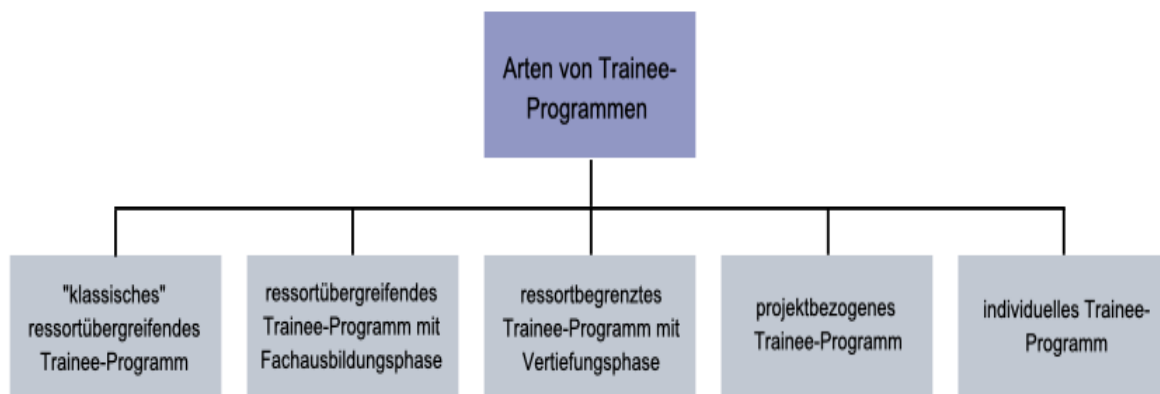 Arten von Trainee-
Programmen
"klassisches"
ressortübergreifendes
Trainee-Programm
ressortübergreifendes
Trainee-Programm mit
Fachausbildungsphase
ressortbegrenztes
Trainee-Programm mit
Vertiefungsphase
projektbezogenes
Trainee-Programm
individuelles Trainee-
Programm